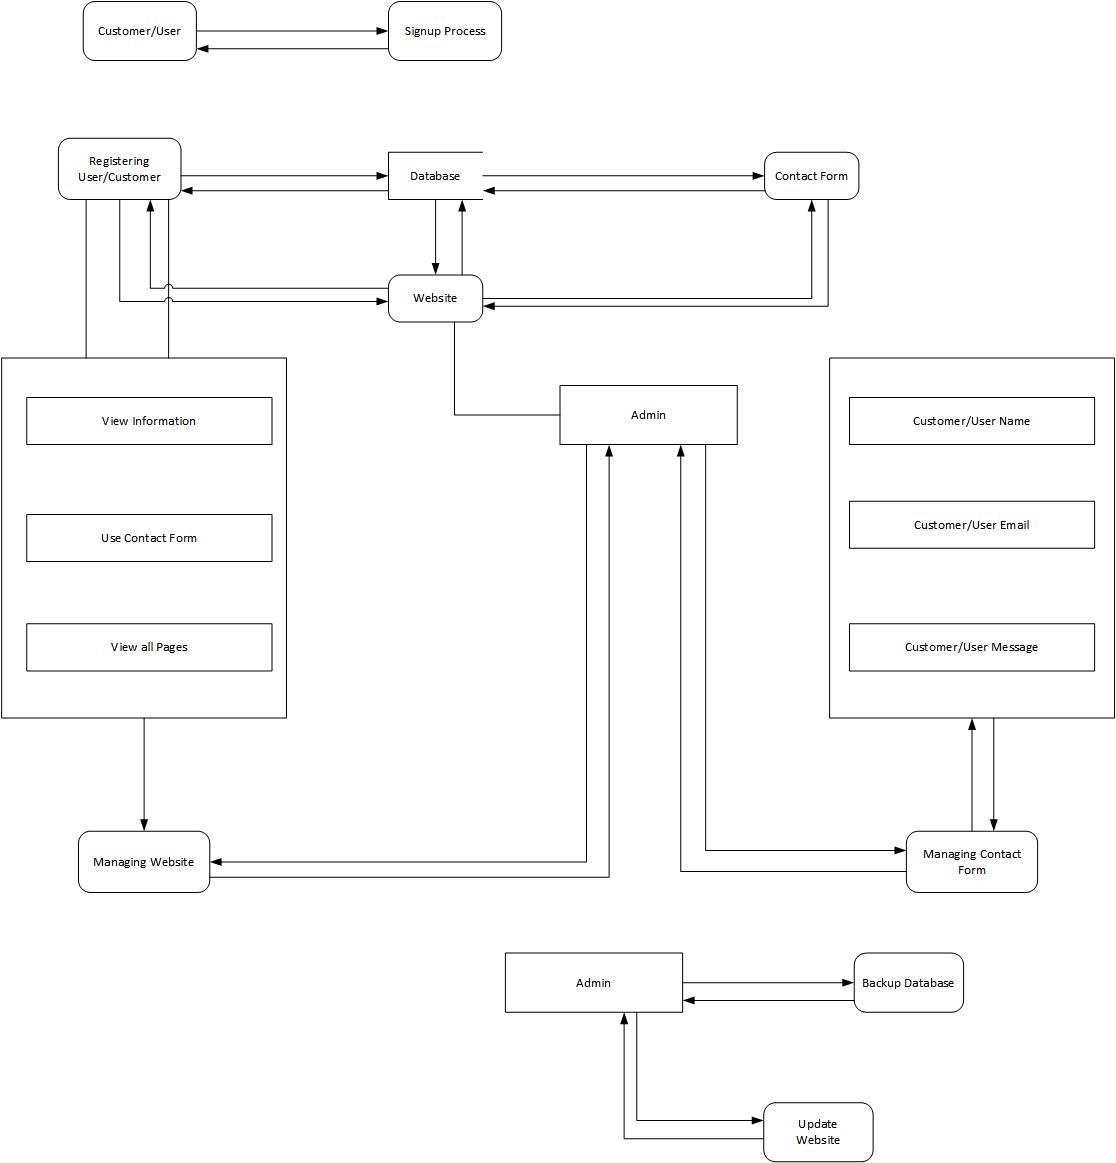 Customer/User
Signup Process
Registering
User/Customer
Database
Contact Form
Website
Admin
View Information
Customer/User Name
Use Contact Form
Customer/User Email
View all Pages
Customer/User Message
Managing Website
Managing Contact
Form
Admin
Backup Database
Update
Website